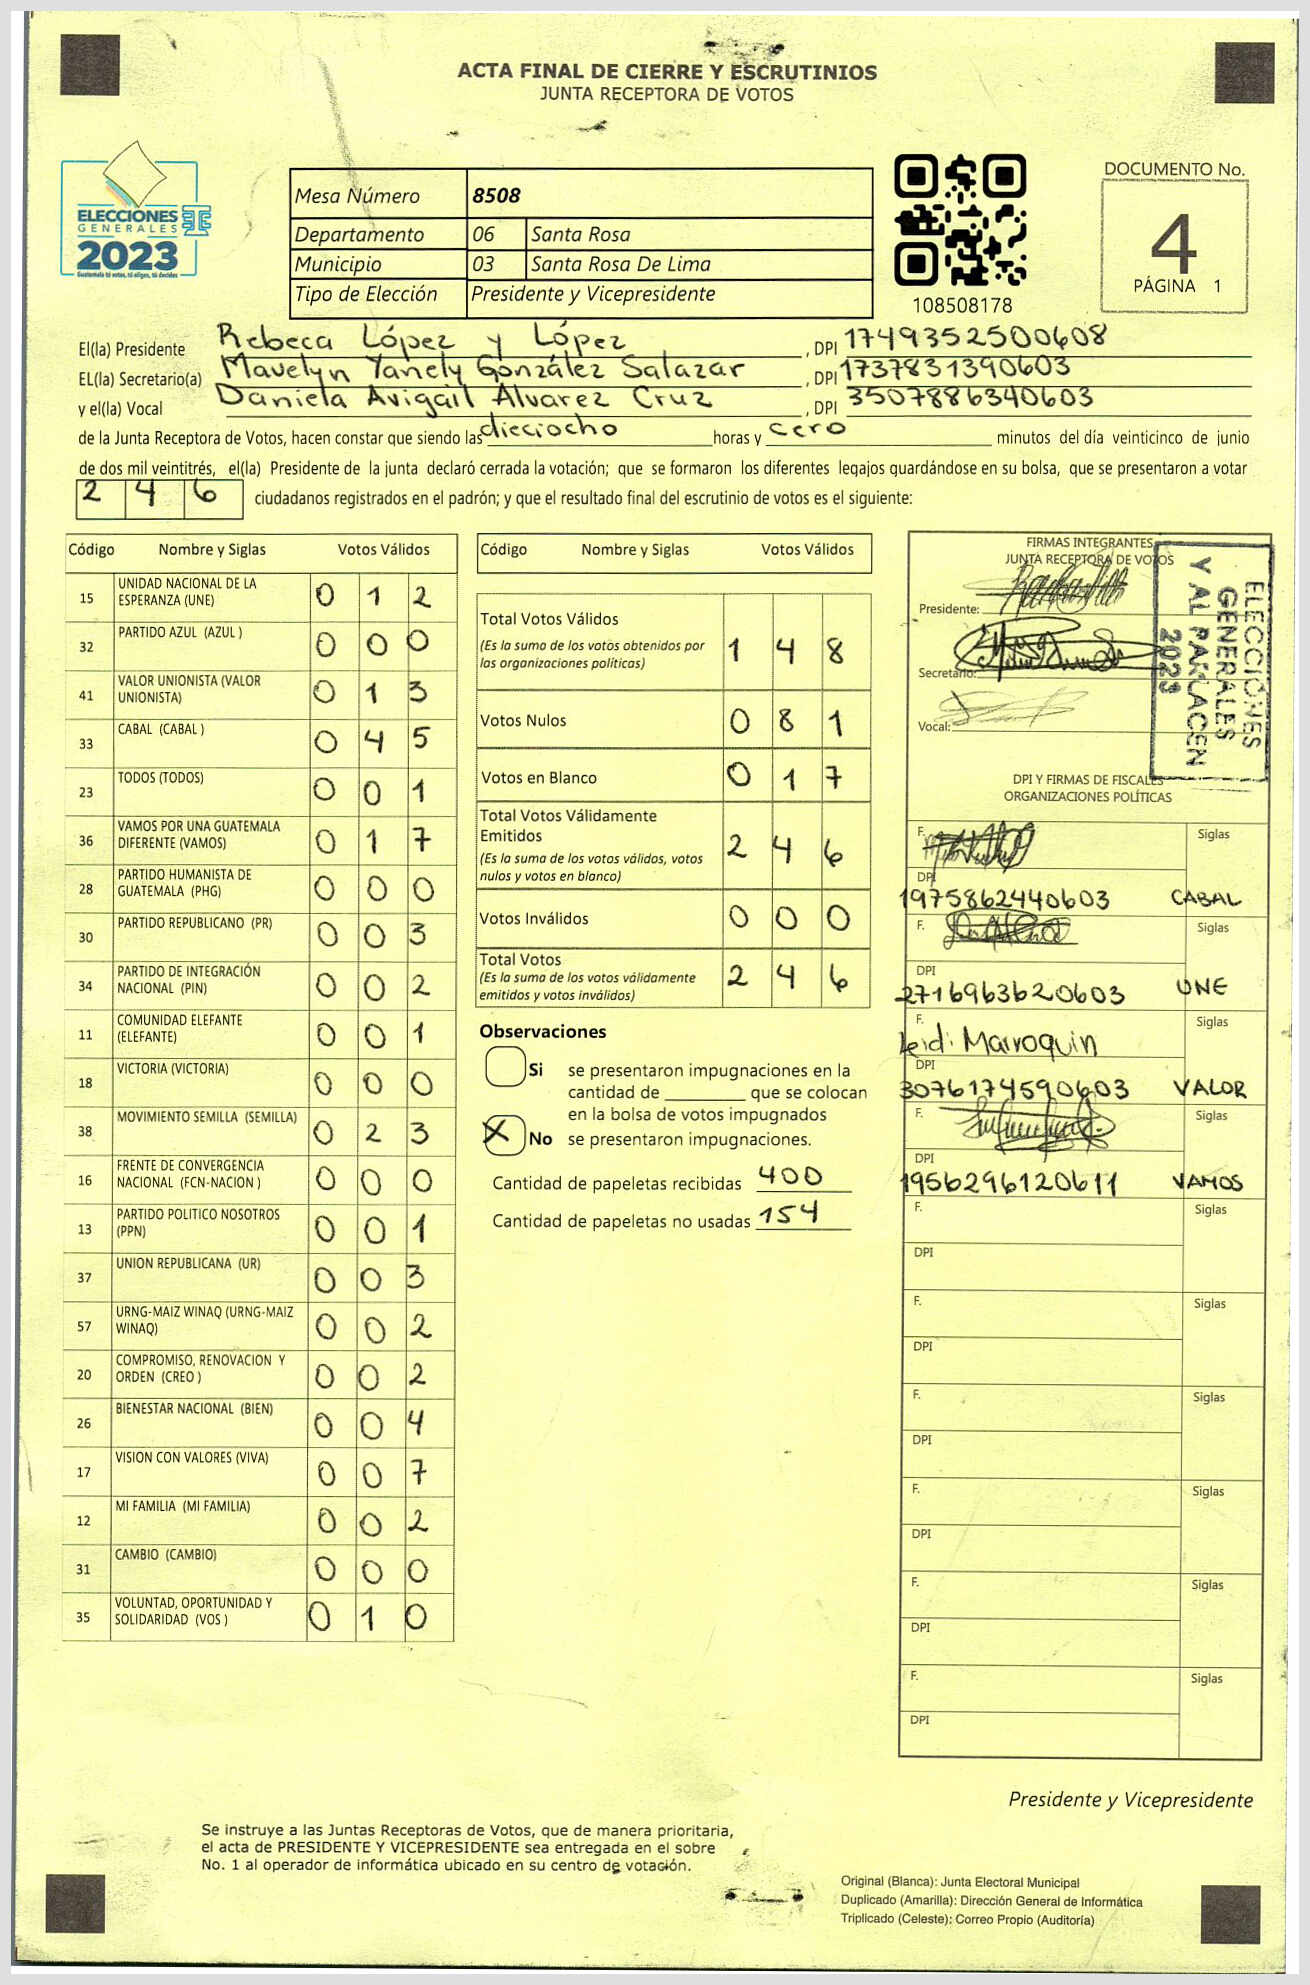 ACTA FINAL DE CIERRE Y ESCRUTINIOS
JUNTA RECEPTORA DE VOTOS
ELECCIONES
GENERALES
2023
Guatemala tú votas, tú eliges, tú decides
Mesa Número 8508
Departamento 06 Santa Rosa
Municipio 03 Santa Rosa De Lima
Tipo de Elección Presidente y Vicepresidente
108508178
DOCUMENTO No.
4
PÁGINA 1
El(la) Presidente Rebeca López y López , DPI 1749352500608
EL(la) Secretario(a) Mavelyn Yanely González Salazar , DPI 1737831390603
y el(la) Vocal Daniela Avigail Alvarez Cruz , DPI 3507886340603
de la Junta Receptora de Votos, hacen constar que siendo las dieciocho horas y cero minutos del día veinticinco de junio
de dos mil veintitrés, el(la) Presidente de la junta declaró cerrada la votación; que se formaron los diferentes legajos guardándose en su bolsa, que se presentaron a votar
2 4 6 ciudadanos registrados en el padrón; y que el resultado final del escrutinio de votos es el siguiente:
Código Nombre y Siglas Votos Válidos
15 UNIDAD NACIONAL DE LA ESPERANZA (UNE) 0 1 2
32 PARTIDO AZUL (AZUL ) 0 0 0
41 VALOR UNIONISTA (VALOR UNIONISTA) 0 1 3
33 CABAL (CABAL ) 0 4 5
23 TODOS (TODOS) 0 0 1
36 VAMOS POR UNA GUATEMALA DIFERENTE (VAMOS) 0 1 7
28 PARTIDO HUMANISTA DE GUATEMALA (PHG) 0 0 0
30 PARTIDO REPUBLICANO (PR) 0 0 3
34 PARTIDO DE INTEGRACIÓN NACIONAL (PIN) 0 0 2
11 COMUNIDAD ELEFANTE (ELEFANTE) 0 0 1
18 VICTORIA (VICTORIA) 0 0 0
38 MOVIMIENTO SEMILLA (SEMILLA) 0 2 3
16 FRENTE DE CONVERGENCIA NACIONAL (FCN-NACION ) 0 0 0
13 PARTIDO POLITICO NOSOTROS (PPN) 0 0 1
37 UNION REPUBLICANA (UR) 0 0 3
57 URNG-MAIZ WINAQ (URNG-MAIZ WINAQ) 0 0 2
20 COMPROMISO, RENOVACION Y ORDEN (CREO ) 0 0 2
26 BIENESTAR NACIONAL (BIEN) 0 0 4
17 VISION CON VALORES (VIVA) 0 0 7
12 MI FAMILIA (MI FAMILIA) 0 0 2
31 CAMBIO (CAMBIO) 0 0 0
35 VOLUNTAD, OPORTUNIDAD Y SOLIDARIDAD (VOS ) 0 1 0
Código Nombre y Siglas Votos Válidos
Total Votos Válidos
(Es la suma de los votos obtenidos por las organizaciones políticas) 1 4 8
Votos Nulos 0 8 1
Votos en Blanco 0 1 7
Total Votos Válidamente Emitidos
(Es la suma de los votos válidos, votos nulos y votos en blanco) 2 4 6
Votos Inválidos 0 0 0
Total Votos
(Es la suma de los votos válidamente emitidos y votos inválidos) 2 4 6
Observaciones
Si se presentaron impugnaciones en la
cantidad de ________ que se colocan
en la bolsa de votos impugnados
X No se presentaron impugnaciones.
Cantidad de papeletas recibidas 400
Cantidad de papeletas no usadas 154
FIRMAS INTEGRANTES
JUNTA RECEPTORA DE VOTOS
Presidente:
Secretario:
Vocal:
ELECCIONES
GENERALES
Y AL PARLACEN
2023
DPI Y FIRMAS DE FISCALES
ORGANIZACIONES POLÍTICAS
F. Siglas
DPI
1975862440603 CABAL
F. Siglas
DPI
2716963620603 UNE
F. Siglas
Leidi Marroquin
DPI
3076174590603 VALOR
F. Siglas
DPI
1956296120611 VAMOS
F. Siglas
DPI
F. Siglas
DPI
F. Siglas
DPI
F. Siglas
DPI
F. Siglas
DPI
F. Siglas
DPI
Presidente y Vicepresidente
Se instruye a las Juntas Receptoras de Votos, que de manera prioritaria,
el acta de PRESIDENTE Y VICEPRESIDENTE sea entregada en el sobre
No. 1 al operador de informática ubicado en su centro de votación.
Original (Blanca): Junta Electoral Municipal
Duplicado (Amarilla): Dirección General de Informática
Triplicado (Celeste): Correo Propio (Auditoría)